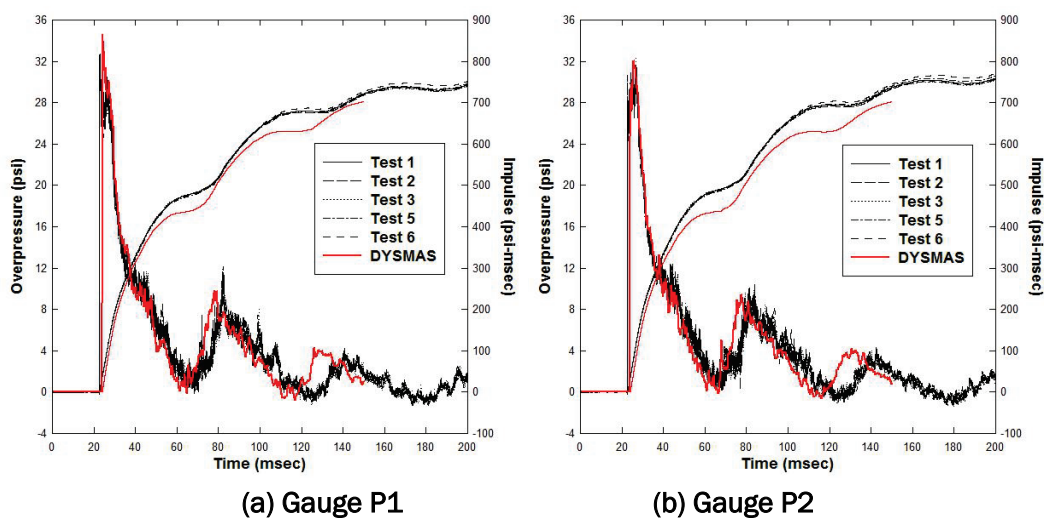 36
32
28
24
20
16
12
8
4
0
-4
Overpressure (psi)
900
800
700
600
500
400
300
200
100
0
-100
Impulse (psi-msec)
Test 1
Test 2
Test 3
Test 5
Test 6
DYSMAS
0 20 40 60 80 100 120 140 160 180 200
Time (msec)
(a) Gauge P1
36
32
28
24
20
16
12
8
4
0
-4
Overpressure (psi)
900
800
700
600
500
400
300
200
100
0
-100
Impulse (psi-msec)
Test 1
Test 2
Test 3
Test 5
Test 6
DYSMAS
0 20 40 60 80 100 120 140 160 180 200
Time (msec)
(b) Gauge P2